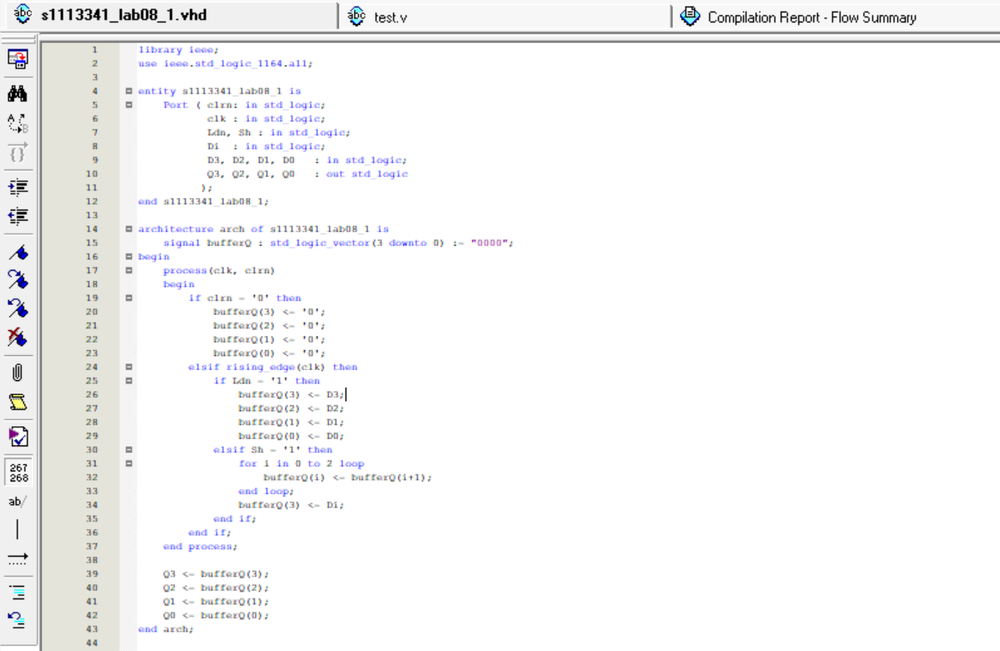 s1113341_lab08_1.vhd
test.v
Compilation Report - Flow Summary
1 library ieee;
2 use ieee.std_logic_1164.all;
3
4 entity s1113341_lab08_1 is
5 Port ( clrn: in std_logic;
6 clk : in std_logic;
7 Ldn, Sh : in std_logic;
8 Di : in std_logic;
9 D3, D2, D1, D0 : in std_logic;
10 Q3, Q2, Q1, Q0 : out std_logic
11 );
12 end s1113341_lab08_1;
13
14 architecture arch of s1113341_lab08_1 is
15 signal bufferQ : std_logic_vector(3 downto 0) := "0000";
16 begin
17 process(clk, clrn)
18 begin
19 if clrn = '0' then
20 bufferQ(3) <= '0';
21 bufferQ(2) <= '0';
22 bufferQ(1) <= '0';
23 bufferQ(0) <= '0';
24 elsif rising_edge(clk) then
25 if Ldn = '1' then
26 bufferQ(3) <= D3;
27 bufferQ(2) <= D2;
28 bufferQ(1) <= D1;
29 bufferQ(0) <= D0;
30 elsif Sh = '1' then
31 for i in 0 to 2 loop
32 bufferQ(i) <= bufferQ(i+1);
33 end loop;
34 bufferQ(3) <= Di;
35 end if;
36 end if;
37 end process;
38
39 Q3 <= bufferQ(3);
40 Q2 <= bufferQ(2);
41 Q1 <= bufferQ(1);
42 Q0 <= bufferQ(0);
43 end arch;
44
267
268
ab/